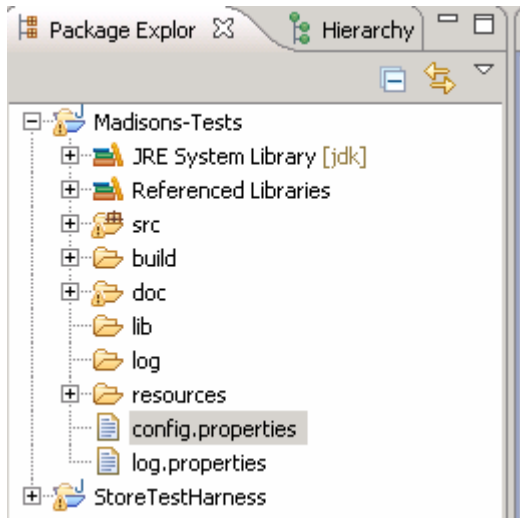 Package Explor Hierarchy
Madisons-Tests
JRE System Library [jdk]
Referenced Libraries
src
build
doc
lib
log
resources
config.properties
log.properties
StoreTestHarness